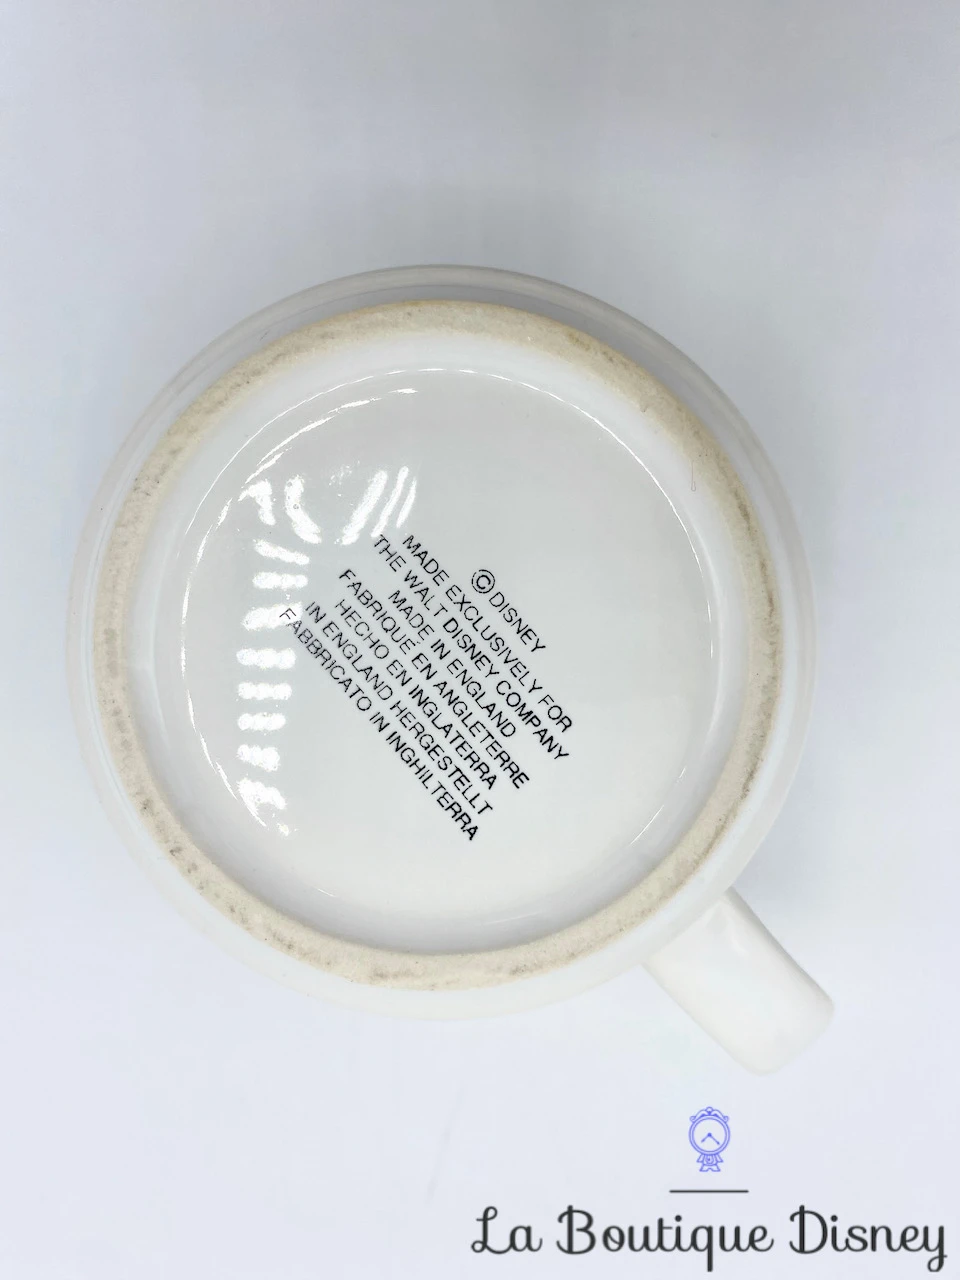 ©DISNEY
MADE EXCLUSIVELY FOR
THE WALT DISNEY COMPANY
MADE IN ENGLAND
FABRIQUÉ EN ANGLETERRE
HECHO EN INGLATERRA
IN ENGLAND HERGESTELLT
FABBRICATO IN INGHILTERRA
La Boutique Disney